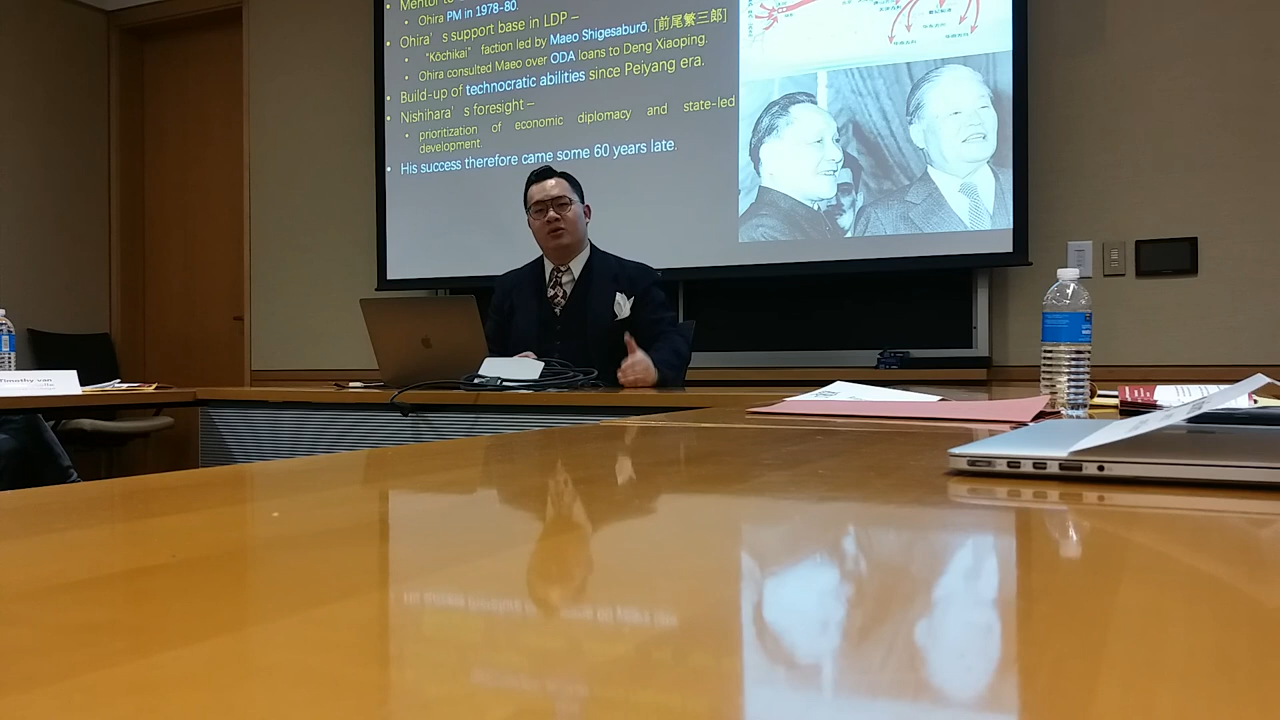 Mentor to
Ohira PM in 1978-80.
Ohira's support base in LDP –
"Kōchikai" faction led by Maeo Shigesaburō. [前尾繁三郎]
Ohira consulted Maeo over ODA loans to Deng Xiaoping.
Build-up of technocratic abilities since Peiyang era.
Nishihara's foresight –
prioritization of economic diplomacy and state-led
development.
His success therefore came some 60 years late.
Timothy van